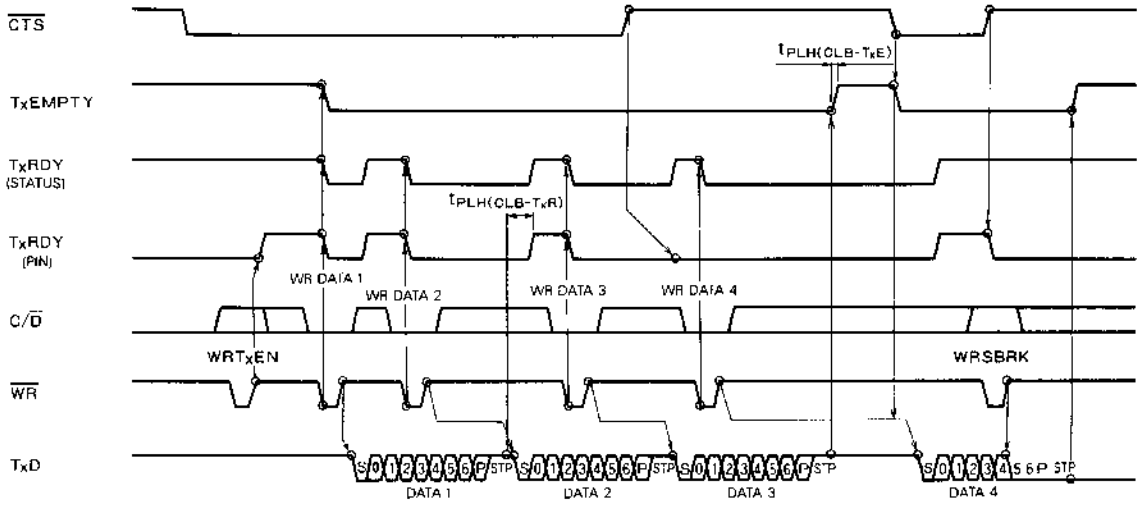 C̅T̅S̅
tPLH(CLB-TxE)
TxEMPTY
TxRDY
(STATUS)
tPLH(CLB-TxR)
TxRDY
(PIN)
WR DATA 1
WR DATA 2
WR DATA 3
WR DATA 4
C/D̅
WRTxEN
WRSBRK
W̅R̅
TxD
S 0 1 2 3 4 5 6 P STP
S 0 1 2 3 4 5 6 P STP
S 0 1 2 3 4 5 6 P STP
S 0 1 2 3 4 5 6 P STP
DATA 1
DATA 2
DATA 3
DATA 4